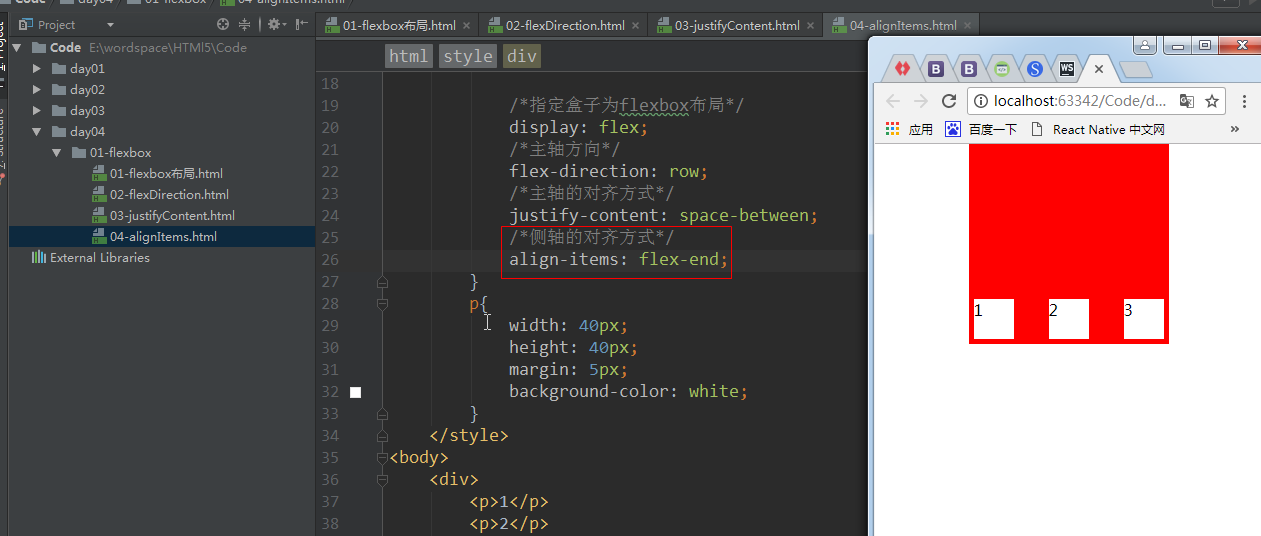 Code day04 01-flexbox 04-alignItems.html
Project
01-flexbox布局.html
02-flexDirection.html
03-justifyContent.html
04-alignItems.html
Code E:\wordspace\HTMl5\Code
day01
day02
day03
day04
01-flexbox
01-flexbox布局.html
02-flexDirection.html
03-justifyContent.html
04-alignItems.html
External Libraries
html style div
18
19 /*指定盒子为flexbox布局*/
20 display: flex;
21 /*主轴方向*/
22 flex-direction: row;
23 /*主轴的对齐方式*/
24 justify-content: space-between;
25 /*侧轴的对齐方式*/
26 align-items: flex-end;
27 }
28 p{
29 width: 40px;
30 height: 40px;
31 margin: 5px;
32 background-color: white;
33 }
34 </style>
35 <body>
36 <div>
37 <p>1</p>
38 <p>2</p>
B B S WS
localhost:63342/Code/d...
应用 百度一下 React Native 中文网 »
1 2 3